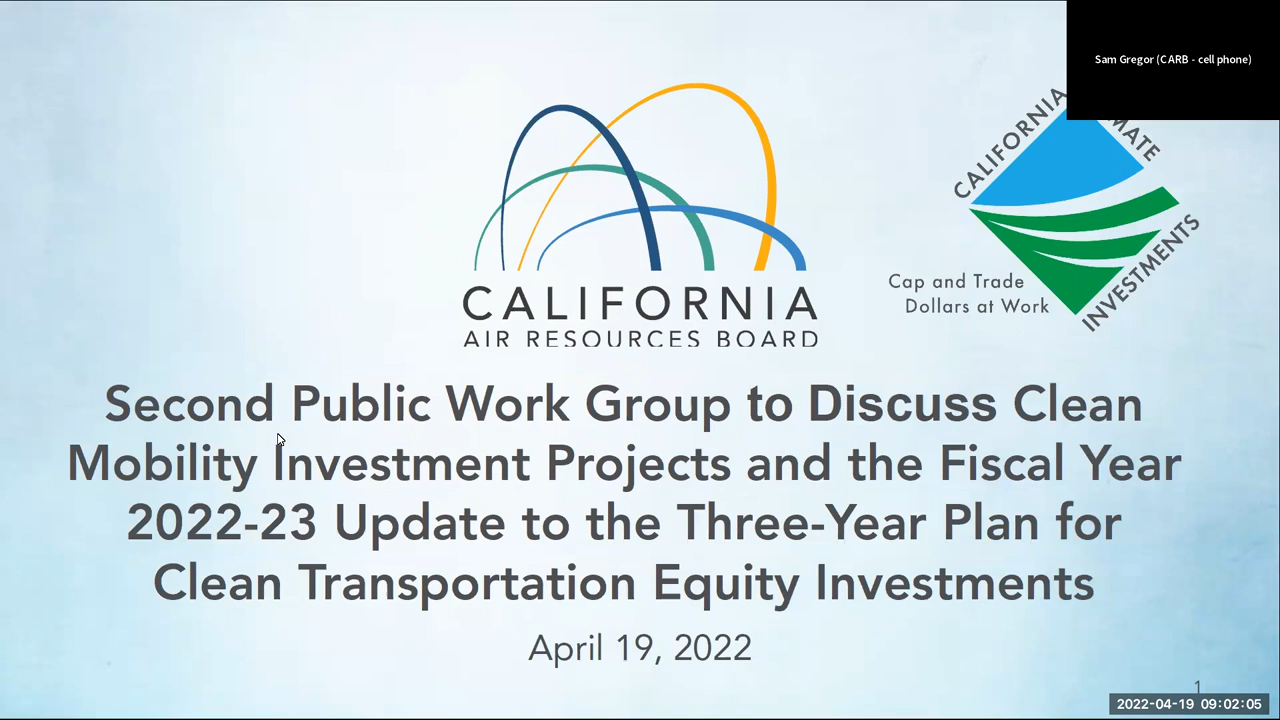 Sam Gregor (CARB - cell phone)
CALIFORNIA
MATE
INVESTMENTS
Cap and Trade
Dollars at Work
CALIFORNIA
AIR RESOURCES BOARD
Second Public Work Group to Discuss Clean
Mobility Investment Projects and the Fiscal Year
2022-23 Update to the Three-Year Plan for
Clean Transportation Equity Investments
April 19, 2022
1
2022-04-19 09:02:05